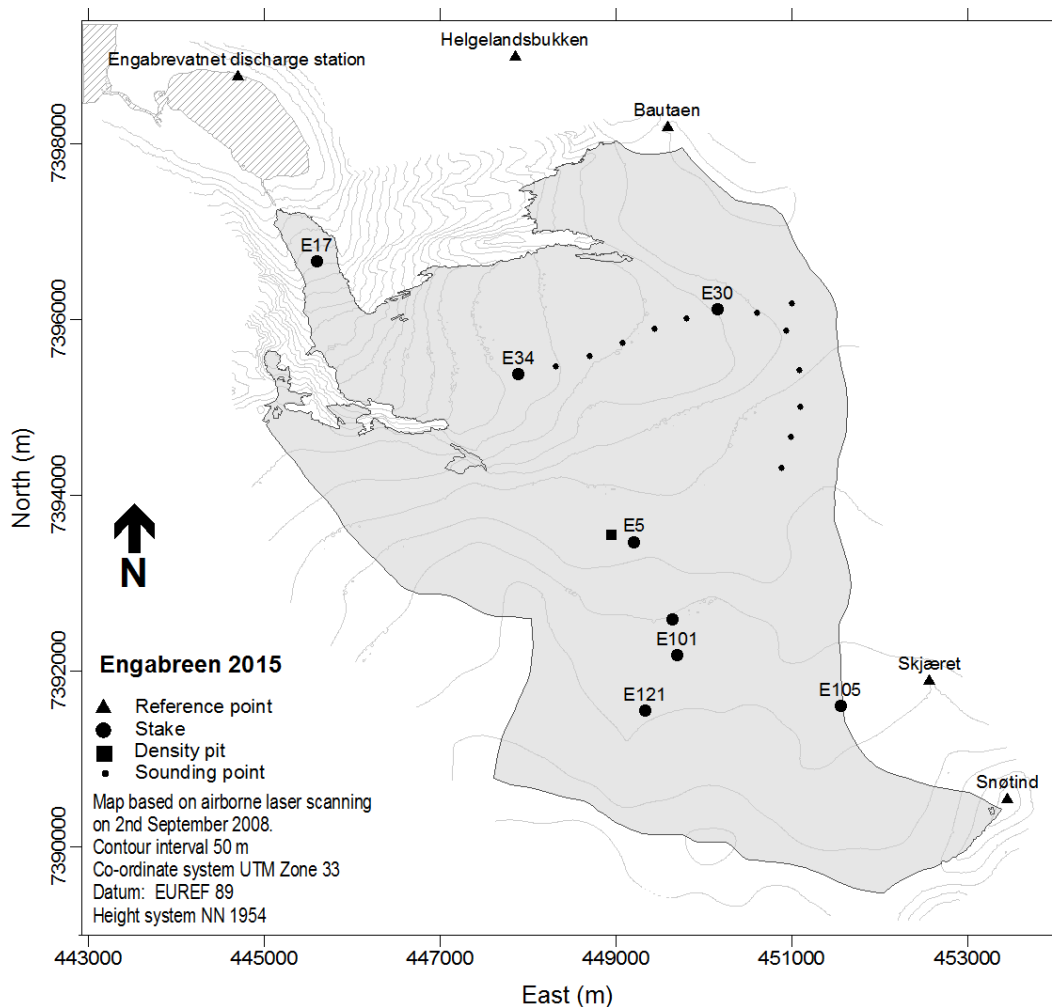 Helgelandsbukken
Engabrevatnet discharge station
Bautaen
7398000
E17
E30
7396000
E34
7394000
North (m)
E5
N
E101
7392000
Engabreen 2015
Skjæret
E105
E121
Reference point
Stake
Density pit
Sounding point
Snøtind
Map based on airborne laser scanning
on 2nd September 2008.
Contour interval 50 m
Co-ordinate system UTM Zone 33
Datum: EUREF 89
Height system NN 1954
7390000
443000 445000 447000 449000 451000 453000
East (m)